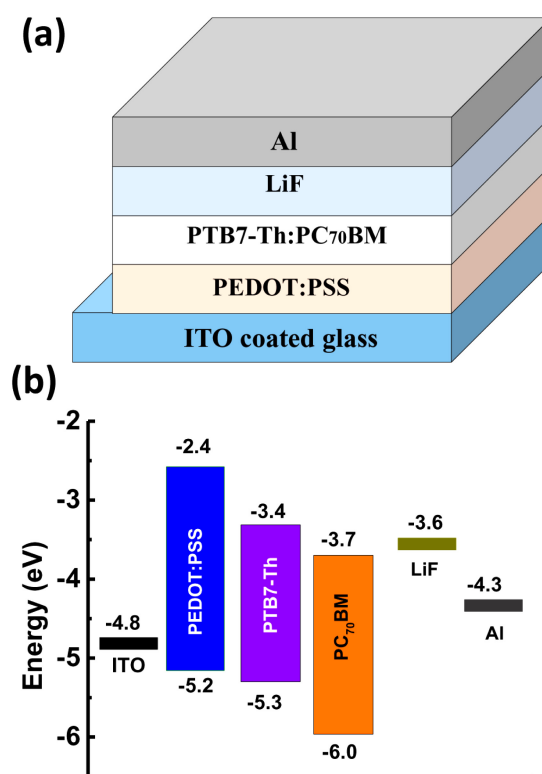 (a)
Al
LiF
PTB7-Th:PC70BM
PEDOT:PSS
ITO coated glass
(b)
Energy (eV)
-2
-3
-4
-5
-6
-4.8
ITO
-2.4
PEDOT:PSS
-5.2
-3.4
PTB7-Th
-5.3
-3.7
PC70BM
-6.0
-3.6
LiF
-4.3
Al